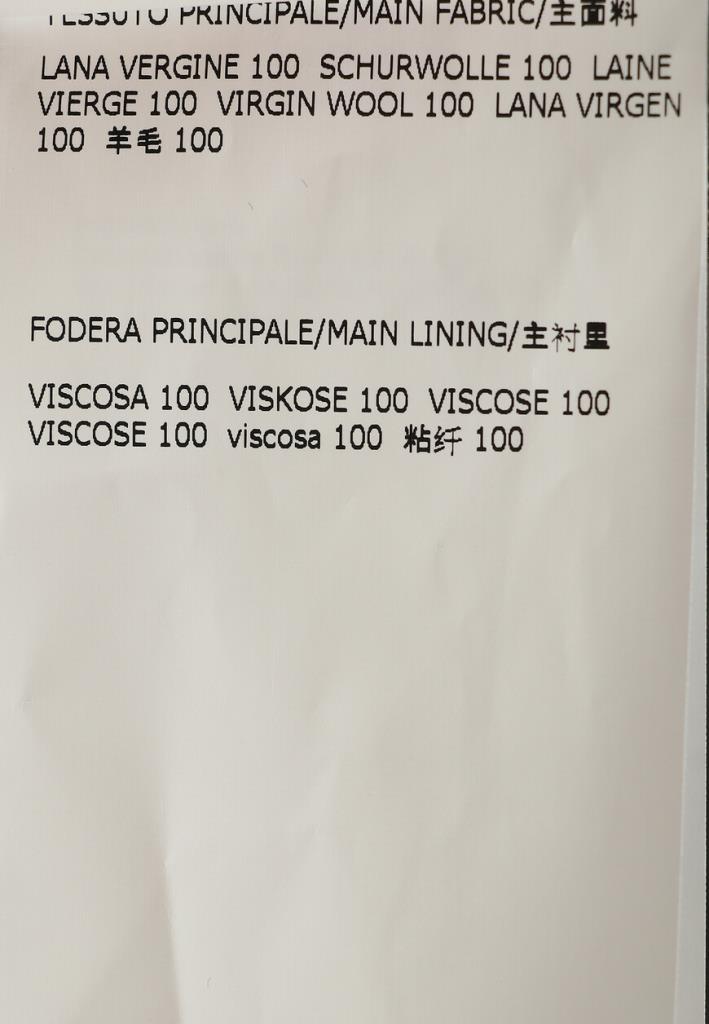 TESSUTO PRINCIPALE/MAIN FABRIC/主面料
LANA VERGINE 100 SCHURWOLLE 100 LAINE
VIERGE 100 VIRGIN WOOL 100 LANA VIRGEN
100 羊毛 100
FODERA PRINCIPALE/MAIN LINING/主衬里
VISCOSA 100 VISKOSE 100 VISCOSE 100
VISCOSE 100 viscosa 100 粘纤 100